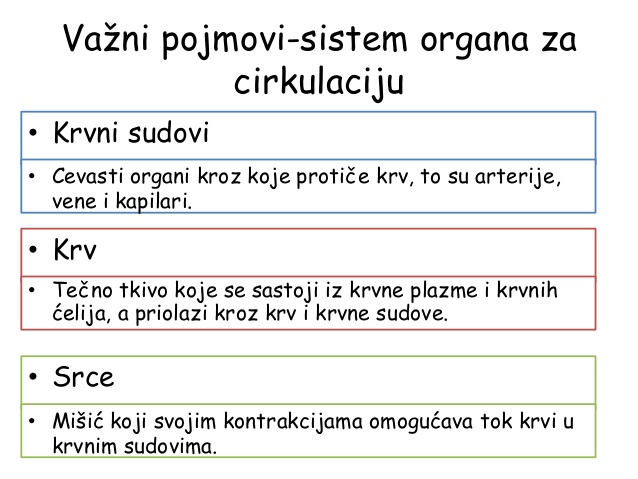 Važni pojmovi-sistem organa za
cirkulaciju
• Krvni sudovi
• Cevasti organi kroz koje protiče krv, to su arterije,
vene i kapilari.
• Krv
• Tečno tkivo koje se sastoji iz krvne plazme i krvnih
ćelija, a priolazi kroz krv i krvne sudove.
• Srce
• Mišić koji svojim kontrakcijama omogućava tok krvi u
krvnim sudovima.